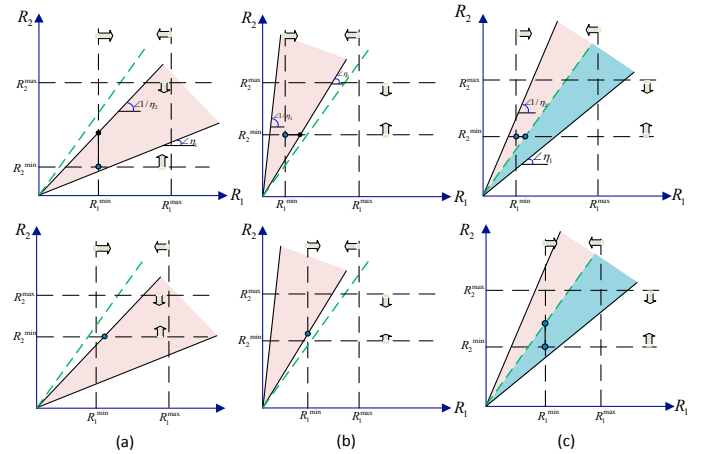 R₂
R₂ᵐᵃˣ
R₂ᵐⁱⁿ
∠1/η₂
∠η₁
R₁ᵐⁱⁿ
R₁ᵐᵃˣ
R₁
R₂
R₂ᵐᵃˣ
R₂ᵐⁱⁿ
∠1/η₂
∠η₁
R₁ᵐⁱⁿ
R₁ᵐᵃˣ
R₁
R₂
R₂ᵐᵃˣ
R₂ᵐⁱⁿ
∠1/η₂
∠η₁
R₁ᵐⁱⁿ
R₁ᵐᵃˣ
R₁
R₂
R₂ᵐᵃˣ
R₂ᵐⁱⁿ
R₁ᵐⁱⁿ
R₁ᵐᵃˣ
R₁
R₂
R₂ᵐᵃˣ
R₂ᵐⁱⁿ
R₁ᵐⁱⁿ
R₁ᵐᵃˣ
R₁
R₂
R₂ᵐᵃˣ
R₂ᵐⁱⁿ
R₁ᵐⁱⁿ
R₁ᵐᵃˣ
R₁
(a)
(b)
(c)